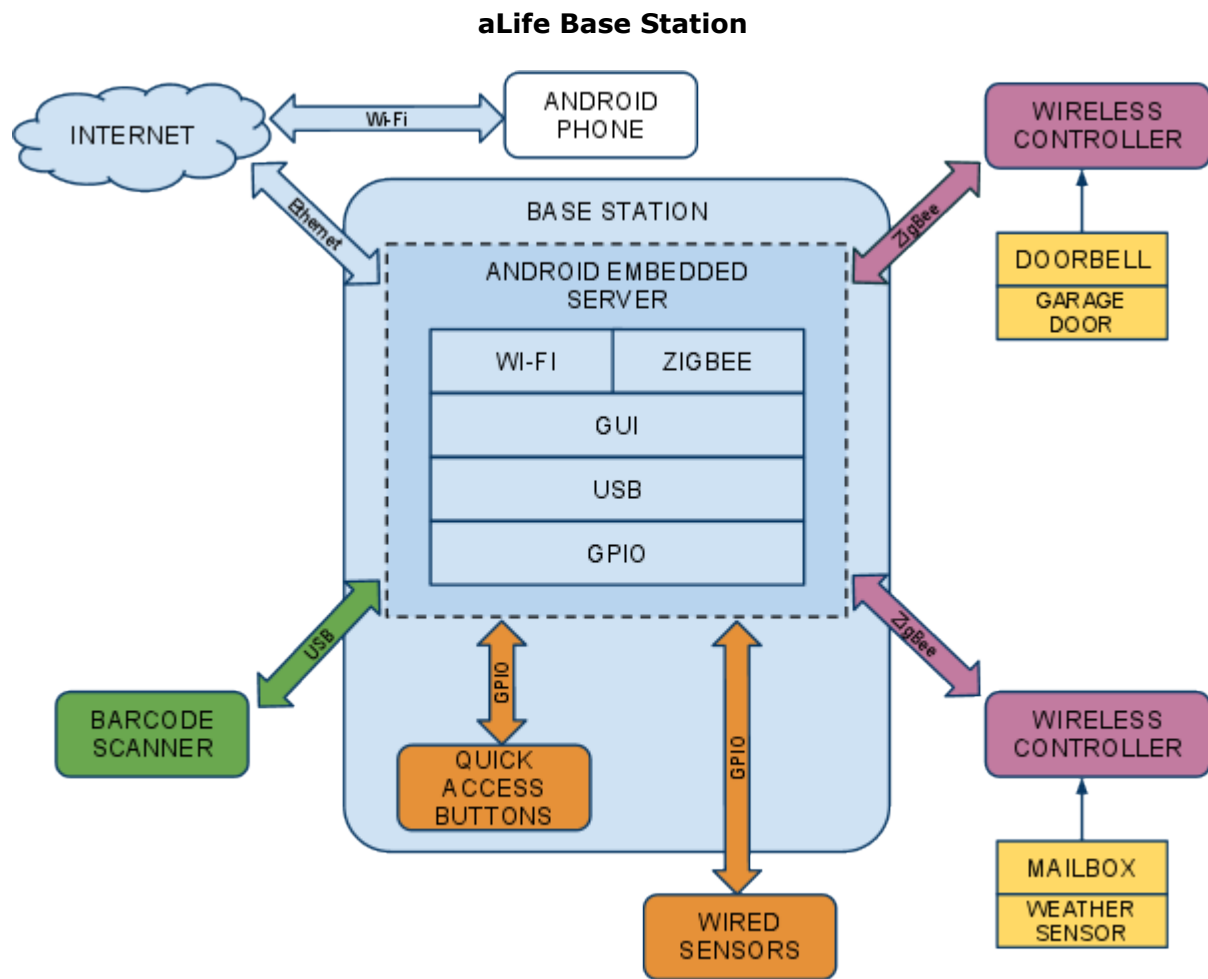 aLife Base Station
INTERNET
Wi-Fi
ANDROID
PHONE
WIRELESS
CONTROLLER
Ethernet
BASE STATION
ZigBee
ANDROID EMBEDDED
SERVER
DOORBELL
GARAGE
DOOR
WI-FI
ZIGBEE
GUI
USB
GPIO
USB
GPIO
GPIO
ZigBee
BARCODE
SCANNER
QUICK
ACCESS
BUTTONS
WIRELESS
CONTROLLER
MAILBOX
WEATHER
SENSOR
WIRED
SENSORS